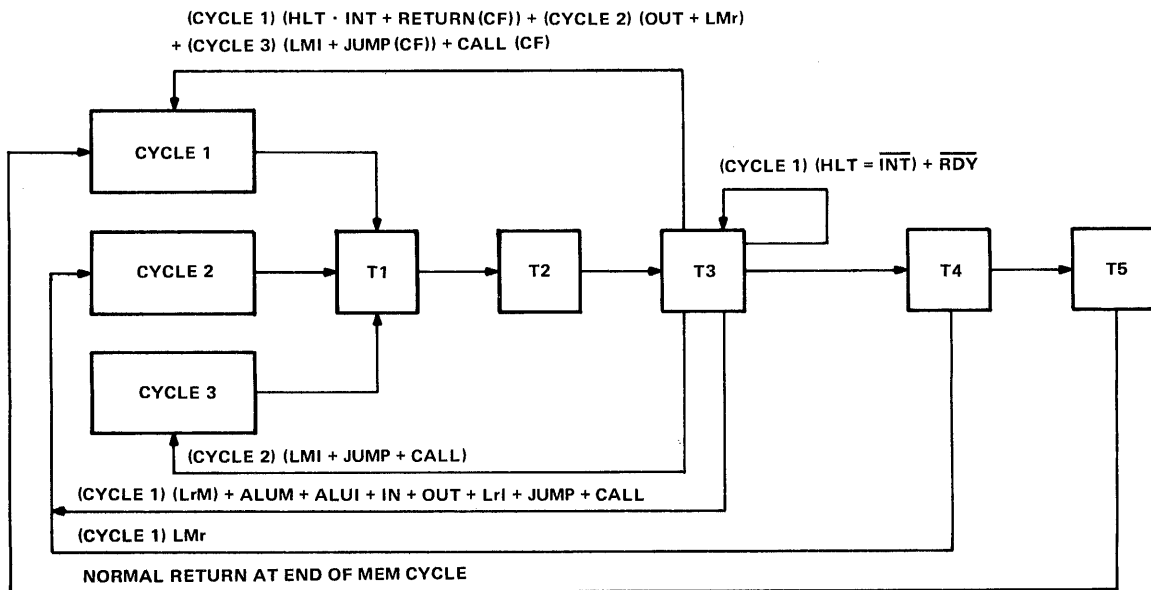 (CYCLE 1) (HLT · INT + RETURN (CF)) + (CYCLE 2) (OUT + LMr)
+ (CYCLE 3) (LMI + JUMP (CF)) + CALL (CF)
CYCLE 1
(CYCLE 1) (HLT = I̅N̅T̅) + R̅D̅Y̅
CYCLE 2
T1
T2
T3
T4
T5
CYCLE 3
(CYCLE 2) (LMI + JUMP + CALL)
(CYCLE 1) (LrM) + ALUM + ALUI + IN + OUT + LrI + JUMP + CALL
(CYCLE 1) LMr
NORMAL RETURN AT END OF MEM CYCLE